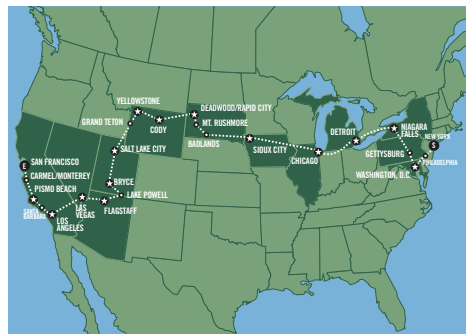 YELLOWSTONE
GRAND TETON
CODY
DEADWOOD/RAPID CITY
MT. RUSHMORE
BADLANDS
SIOUX CITY
CHICAGO
DETROIT
NIAGARA
FALLS
NEW YORK
S
GETTYSBURG
PHILADELPHIA
WASHINGTON, D.C.
SALT LAKE CITY
BRYCE
LAKE POWELL
E
SAN FRANCISCO
CARMEL/MONTEREY
PISMO BEACH
SANTA
BARBARA
LOS
ANGELES
LAS
VEGAS
FLAGSTAFF